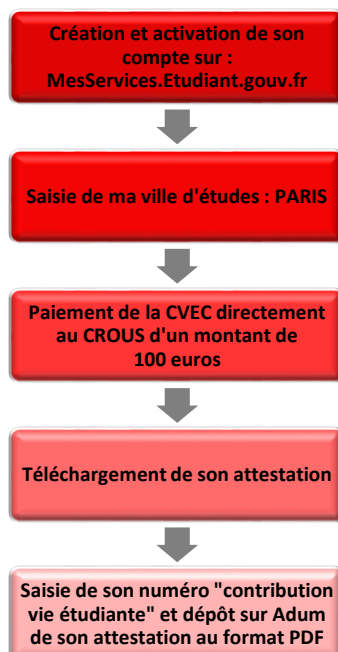 Création et activation de son
compte sur :
MesServices.Etudiant.gouv.fr
Saisie de ma ville d'études : PARIS
Paiement de la CVEC directement
au CROUS d'un montant de
100 euros
Téléchargement de son attestation
Saisie de son numéro "contribution
vie étudiante" et dépôt sur Adum
de son attestation au format PDF